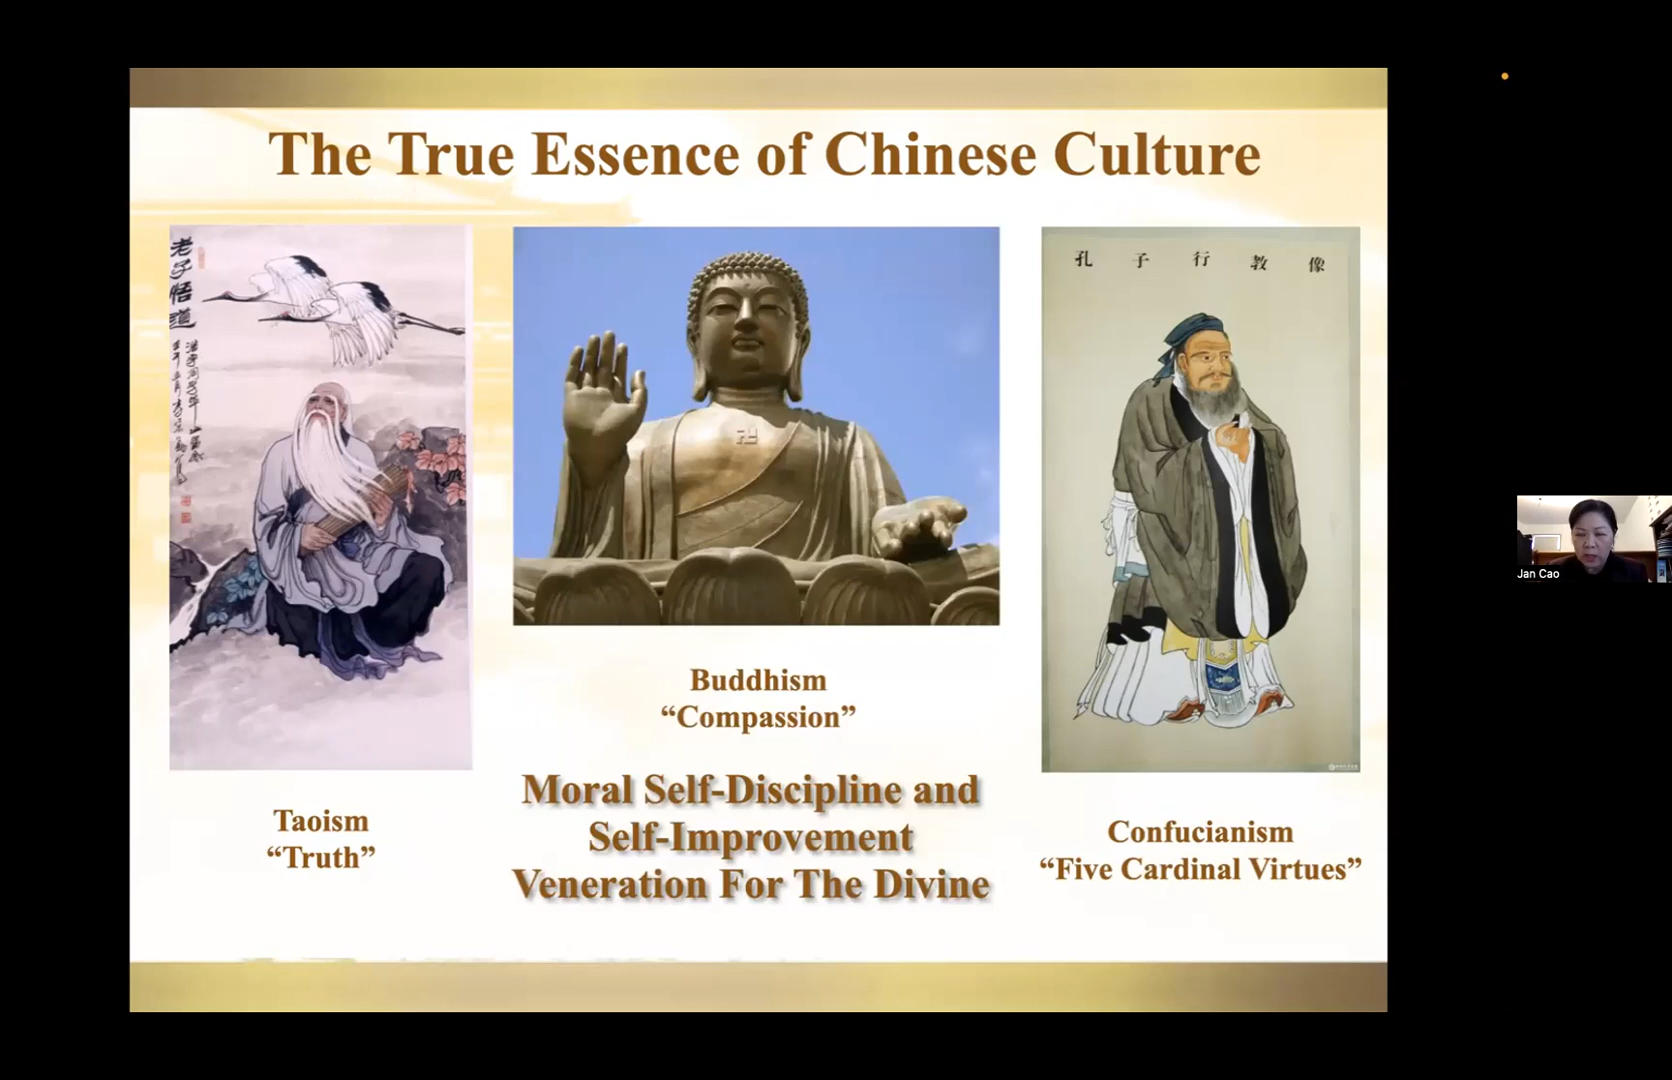 The True Essence of Chinese Culture
老子悟道
孔子行教像
Buddhism
“Compassion”
Moral Self-Discipline and
Self-Improvement
Veneration For The Divine
Taoism
“Truth”
Confucianism
“Five Cardinal Virtues”
Jan Cao